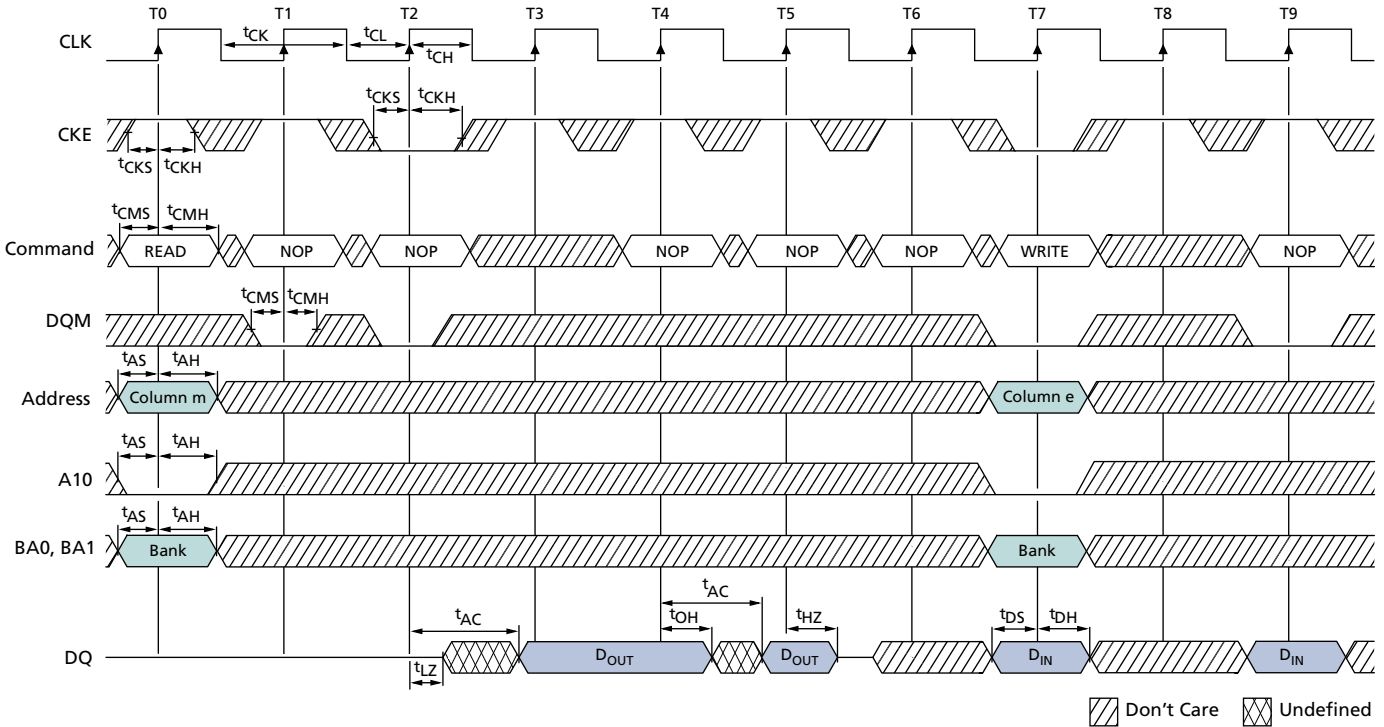 T0 T1 T2 T3 T4 T5 T6 T7 T8 T9
CLK
tCK tCL
tCH
tCKS tCKH
CKE
tCKS tCKH
tCMS tCMH
Command READ NOP NOP NOP NOP NOP WRITE NOP
tCMS tCMH
DQM
tAS tAH
Address Column m Column e
tAS tAH
A10
tAS tAH
BA0, BA1 Bank Bank
tAC
tAC tOH tHZ tDS tDH
DQ DOUT DOUT DIN DIN
tLZ
Don't Care Undefined